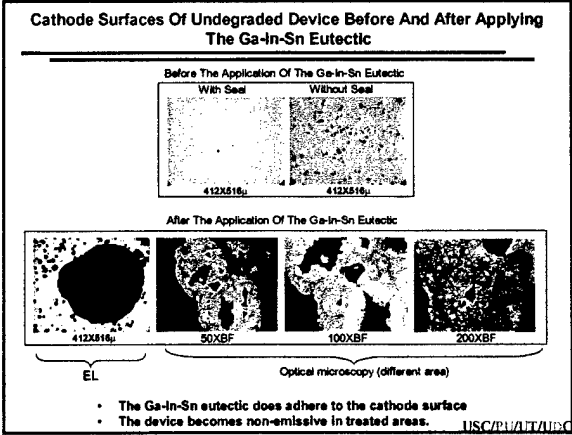 Cathode Surfaces Of Undegraded Device Before And After Applying
The Ga-In-Sn Eutectic
Before The Application Of The Ga-In-Sn Eutectic
With Seal Without Seal
412X516µ 412X516µ
After The Application Of The Ga-In-Sn Eutectic
412X516µ 50XBF 100XBF 200XBF
EL Optical microscopy (different area)
• The Ga-In-Sn eutectic does adhere to the cathode surface
• The device becomes non-emissive in treated areas.
USC/PU/UT/UDC